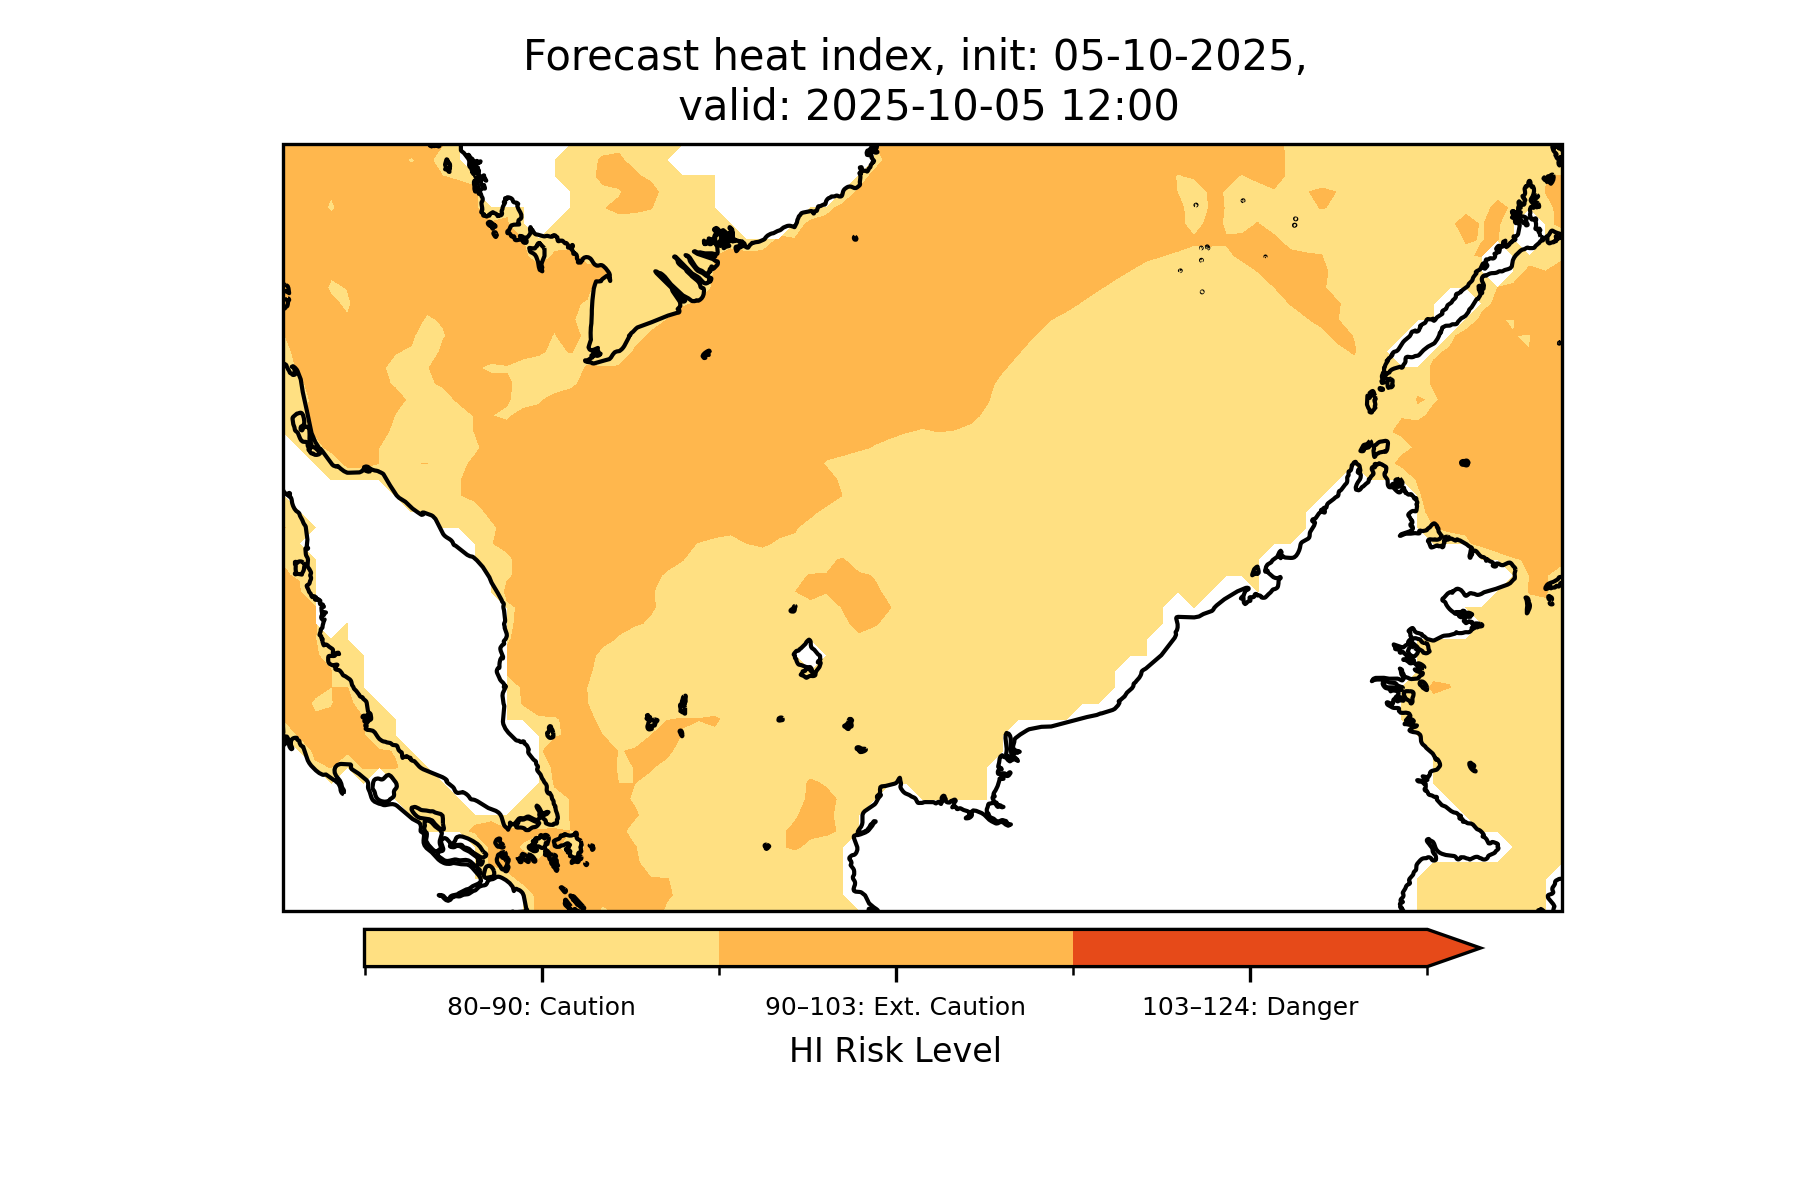 Forecast heat index, init: 05-10-2025,
valid: 2025-10-05 12:00
80–90: Caution
90–103: Ext. Caution
103–124: Danger
HI Risk Level